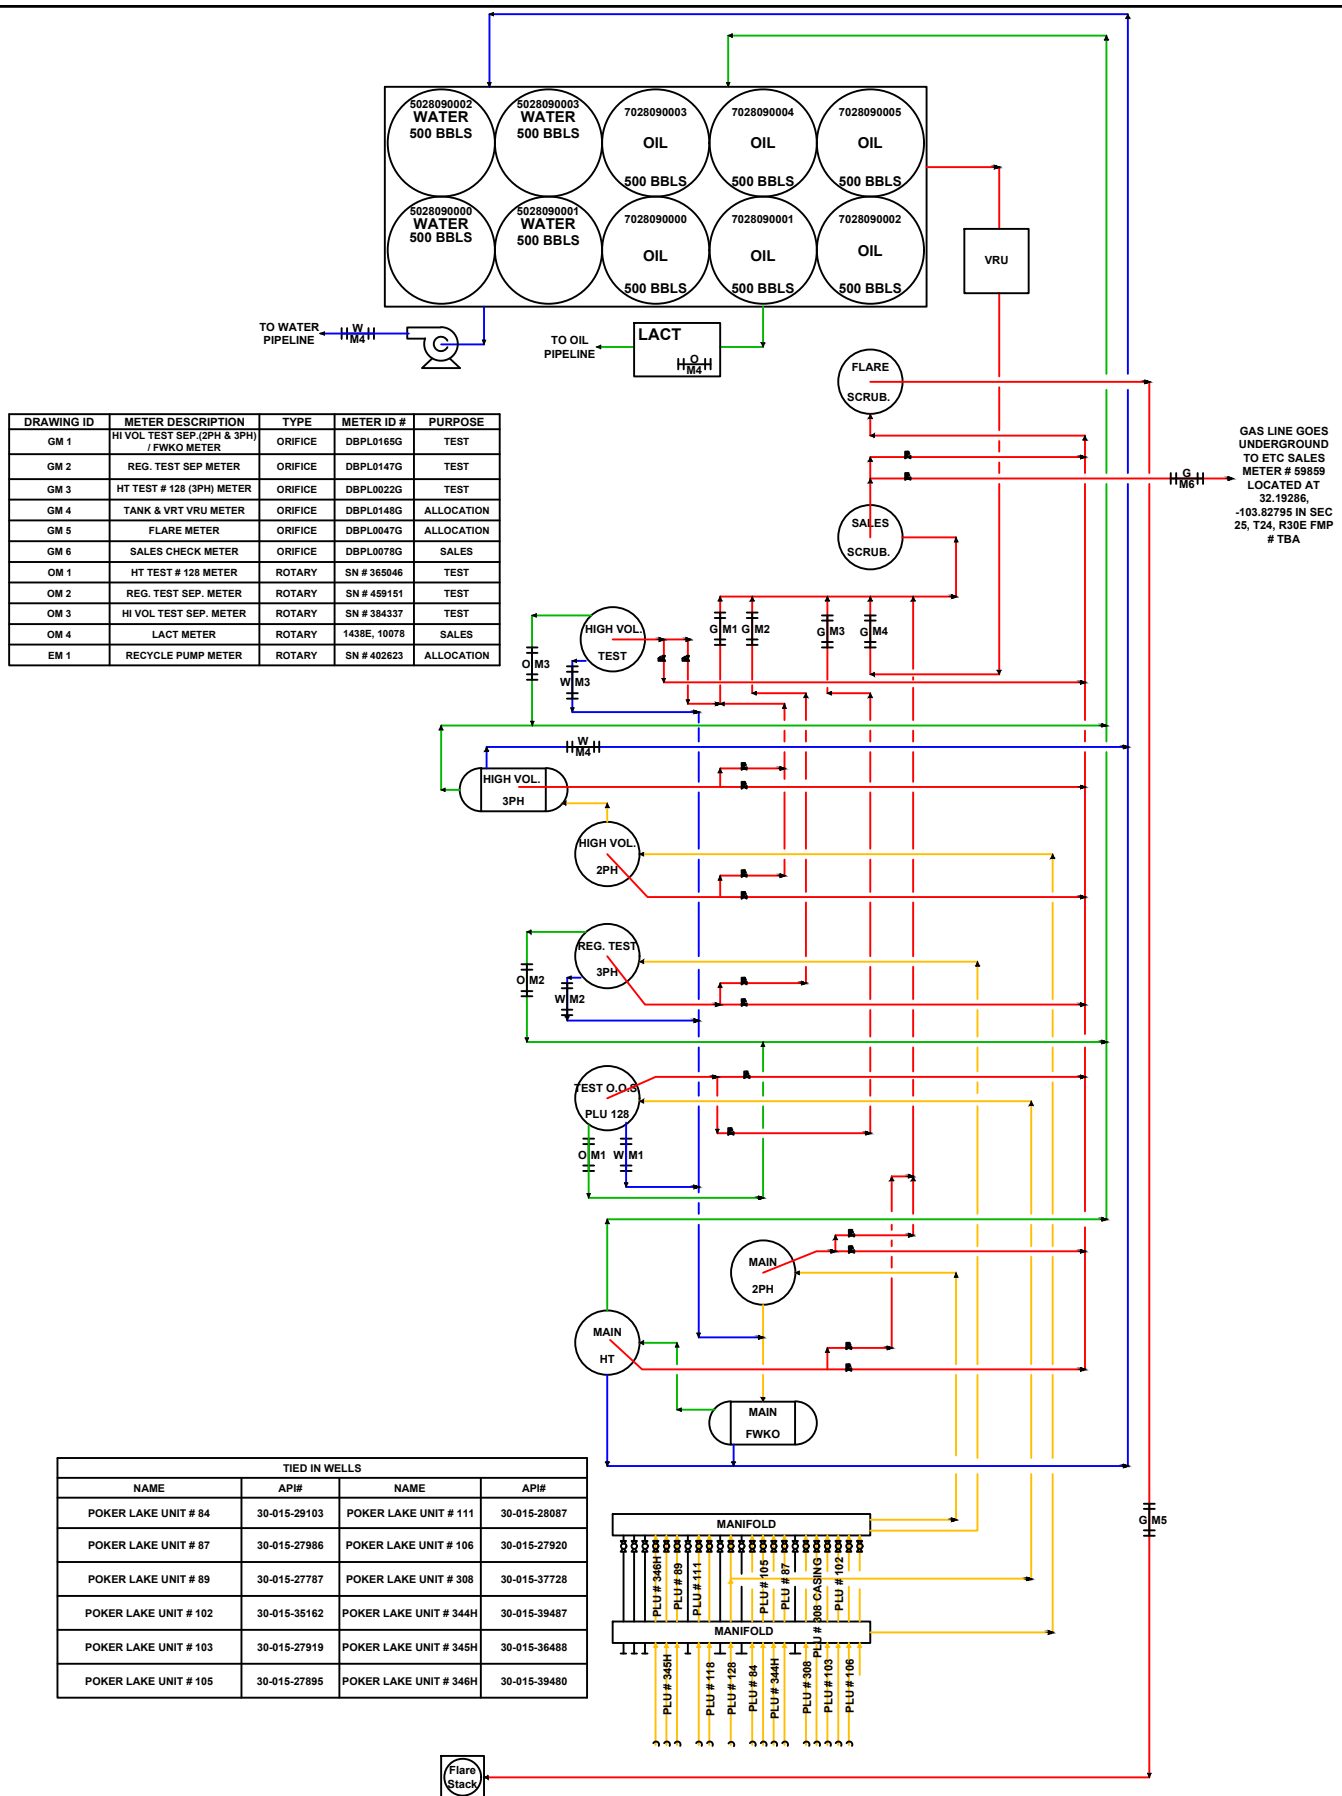 5028090002
WATER
500 BBLS
5028090003
WATER
500 BBLS
7028090003
OIL
500 BBLS
7028090004
OIL
500 BBLS
7028090005
OIL
500 BBLS
5028090000
WATER
500 BBLS
5028090001
WATER
500 BBLS
7028090000
OIL
500 BBLS
7028090001
OIL
500 BBLS
7028090002
OIL
500 BBLS
VRU
TO WATER
PIPELINE
W
M4
TO OIL
PIPELINE
LACT
O
M4
FLARE
SCRUB.
DRAWING ID METER DESCRIPTION TYPE METER ID # PURPOSE
GM 1 HI VOL TEST SEP.(2PH & 3PH) / FWKO METER ORIFICE DBPL0165G TEST
GM 2 REG. TEST SEP METER ORIFICE DBPL0147G TEST
GM 3 HT TEST # 128 (3PH) METER ORIFICE DBPL0022G TEST
GM 4 TANK & VRT VRU METER ORIFICE DBPL0148G ALLOCATION
GM 5 FLARE METER ORIFICE DBPL0047G ALLOCATION
GM 6 SALES CHECK METER ORIFICE DBPL0078G SALES
OM 1 HT TEST # 128 METER ROTARY SN # 365046 TEST
OM 2 REG. TEST SEP. METER ROTARY SN # 459151 TEST
OM 3 HI VOL TEST SEP. METER ROTARY SN # 384337 TEST
OM 4 LACT METER ROTARY 1438E, 10078 SALES
EM 1 RECYCLE PUMP METER ROTARY SN # 402623 ALLOCATION
G
M6
GAS LINE GOES
UNDERGROUND
TO ETC SALES
METER # 59859
LOCATED AT
32.19286,
-103.82795 IN SEC
25, T24, R30E FMP
# TBA
SALES
SCRUB.
HIGH VOL.
TEST
G M1
G M2
G M3
G M4
O M3
W M3
W
M4
HIGH VOL.
3PH
HIGH VOL.
2PH
REG. TEST
3PH
O M2
W M2
TEST O.O.S
PLU 128
O M1
W M1
MAIN
2PH
MAIN
HT
MAIN
FWKO
TIED IN WELLS
NAME API# NAME API#
POKER LAKE UNIT # 84 30-015-29103 POKER LAKE UNIT # 111 30-015-28087
POKER LAKE UNIT # 87 30-015-27986 POKER LAKE UNIT # 106 30-015-27920
POKER LAKE UNIT # 89 30-015-27787 POKER LAKE UNIT # 308 30-015-37728
POKER LAKE UNIT # 102 30-015-35162 POKER LAKE UNIT # 344H 30-015-39487
POKER LAKE UNIT # 103 30-015-27919 POKER LAKE UNIT # 345H 30-015-36488
POKER LAKE UNIT # 105 30-015-27895 POKER LAKE UNIT # 346H 30-015-39480
G M5
MANIFOLD
PLU # 346H
PLU # 89
PLU # 111
PLU # 105
PLU # 87
PLU # 308 CASING
PLU # 102
MANIFOLD
PLU # 345H
PLU # 118
PLU # 128
PLU # 84
PLU # 344H
PLU # 308
PLU # 103
PLU # 106
Flare
Stack